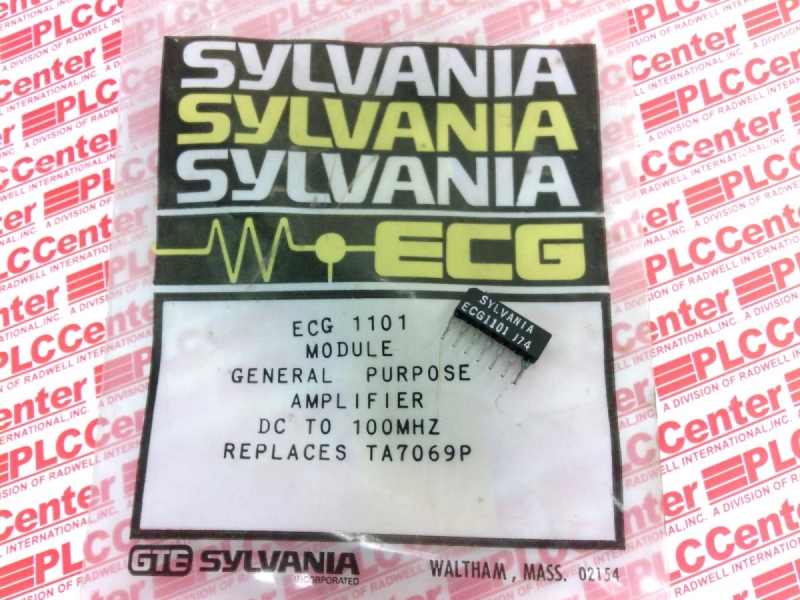 SYLVANIA
SYLVANIA
SYLVANIA
ECG
SYLVANIA
ECG1101 J74
ECG 1101
MODULE
GENERAL PURPOSE
AMPLIFIER
DC TO 100MHZ
REPLACES TA7069P
GTE SYLVANIA
INCORPORATED
WALTHAM, MASS. 02154
PLCCenter
A DIVISION OF RADWELL INTERNATIONAL, INC.